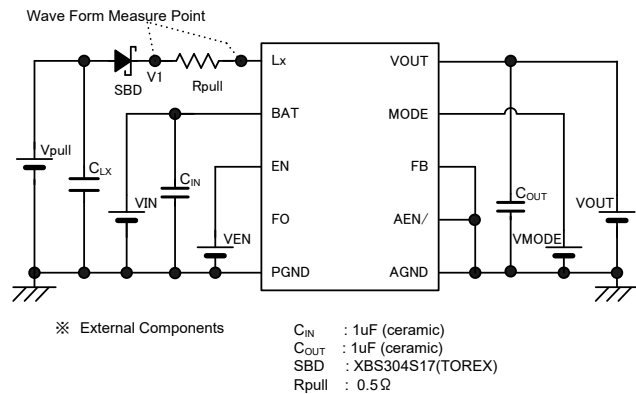 Wave Form Measure Point
V1
SBD
Rpull
Lx
VOUT
BAT
MODE
Vpull
CLX
EN
FB
CIN
COUT
VIN
FO
AEN/
VOUT
VEN
VMODE
PGND
AGND
※ External Components
CIN : 1uF (ceramic)
COUT : 1uF (ceramic)
SBD : XBS304S17(TOREX)
Rpull : 0.5Ω